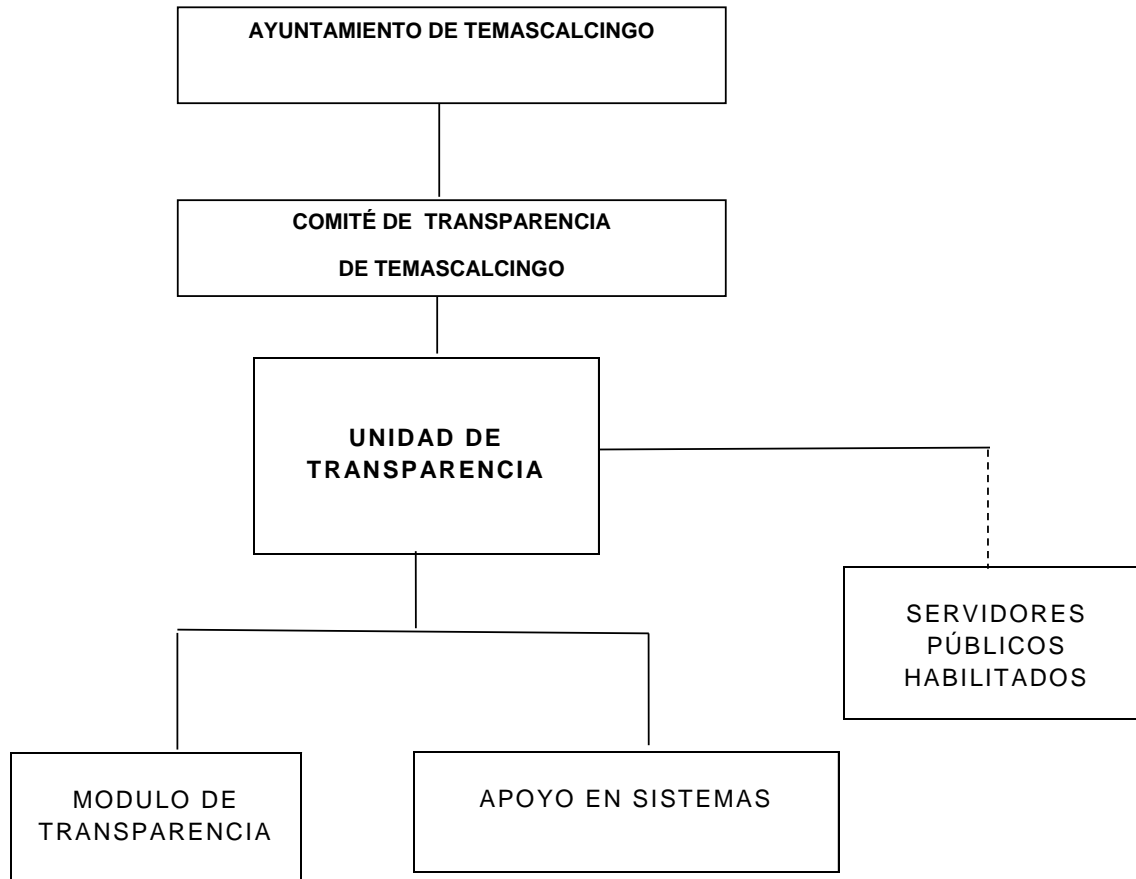 AYUNTAMIENTO DE TEMASCALCINGO
COMITÉ DE TRANSPARENCIA
DE TEMASCALCINGO
UNIDAD DE
TRANSPARENCIA
SERVIDORES
PÚBLICOS
HABILITADOS
MODULO DE
TRANSPARENCIA
APOYO EN SISTEMAS